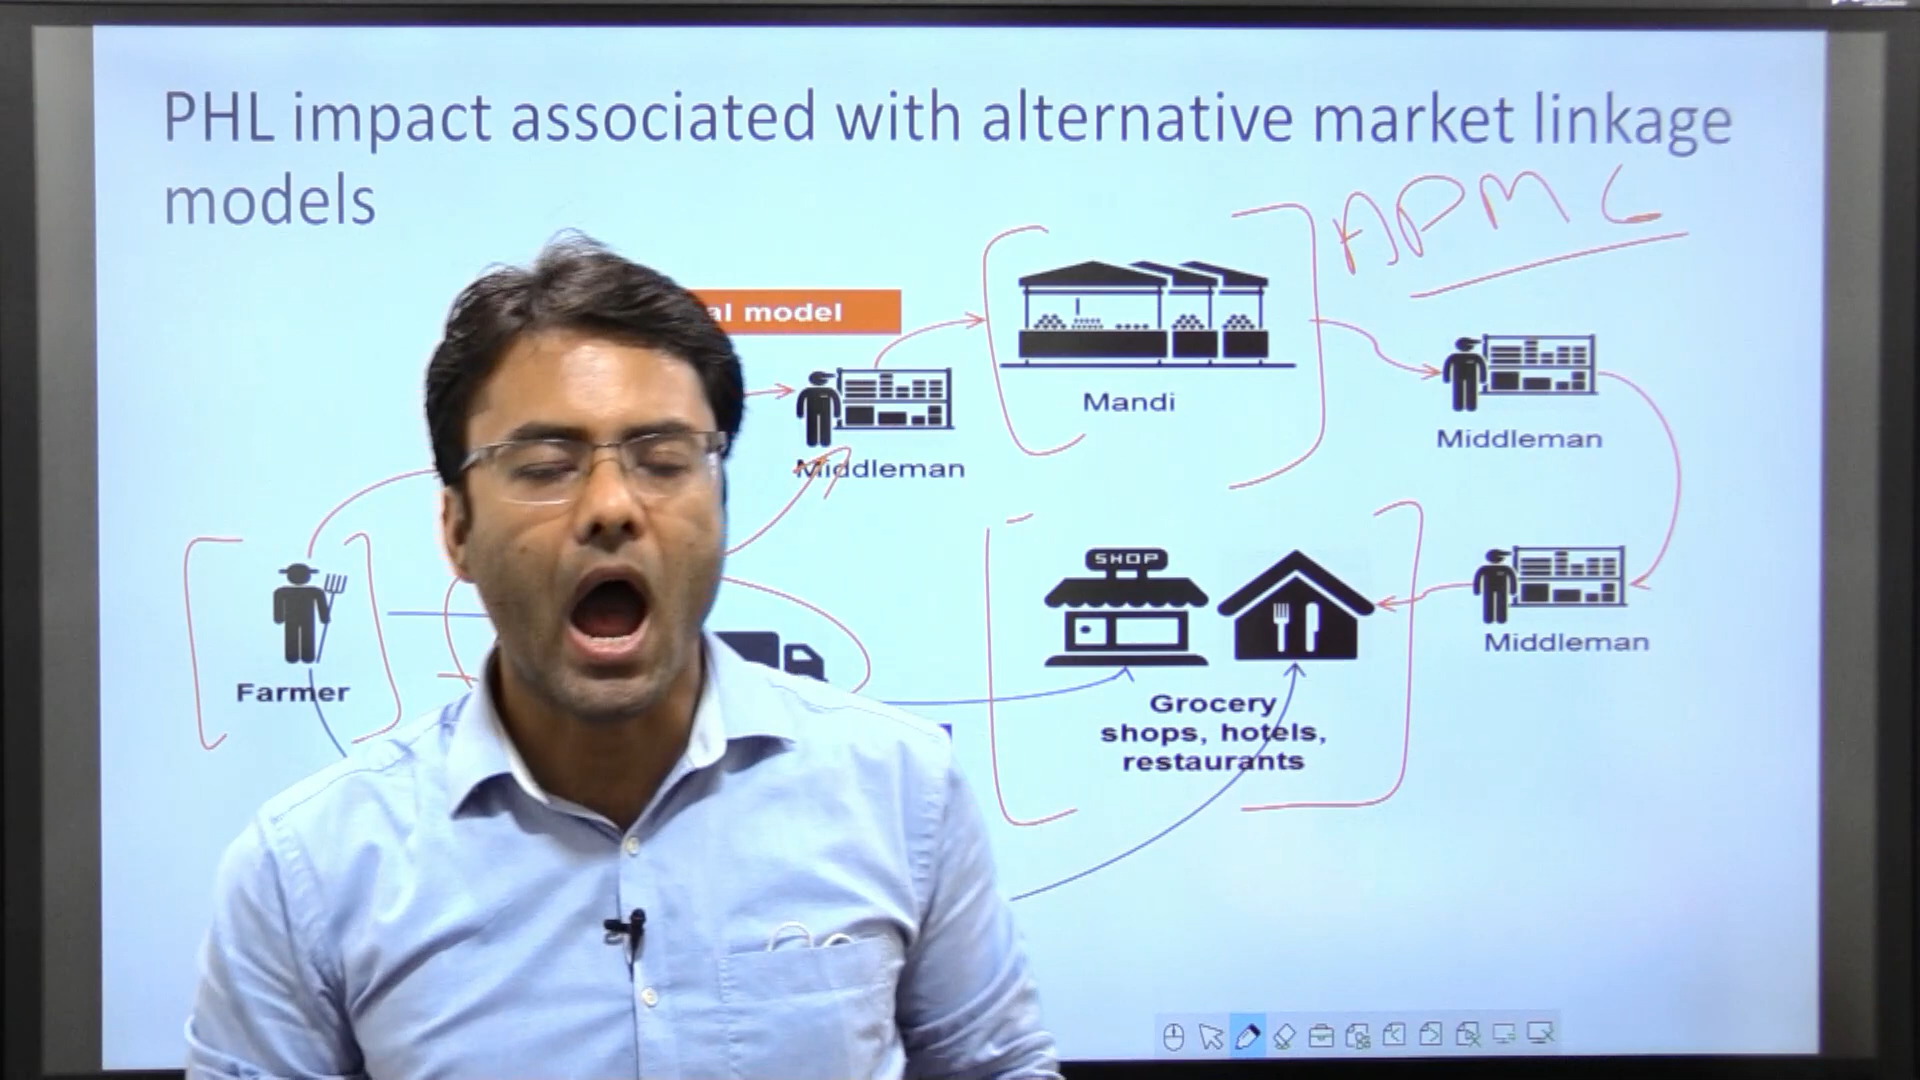 PHL impact associated with alternative market linkage
models
APMC
al model
Mandi
Middleman
Middleman
SHOP
Farmer
Middleman
Grocery
shops, hotels,
restaurants